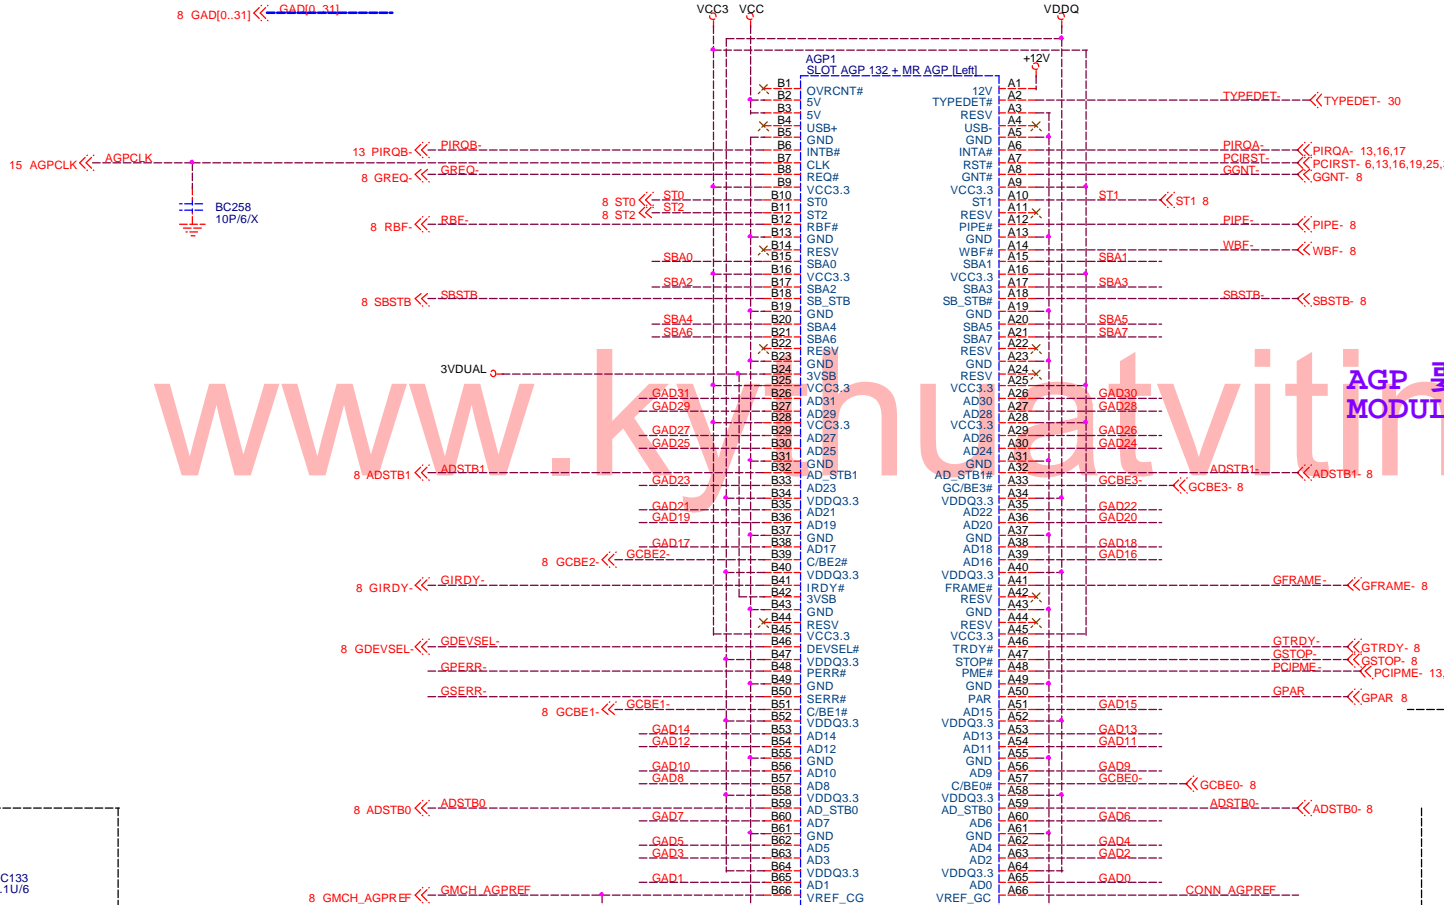 8 GAD[0..31] GAD[0..31] VCC3 VCC VDDQ
AGP1 +12V
SLOT AGP 132 + MR AGP [Left]
B1 OVRCNT# 12V A1
B2 5V TYPEDET# A2 TYPEDET- TYPEDET- 30
B3 5V RESV A3
B4 USB+ USB- A4
B5 GND GND A5
13 PIRQB- PIRQB- B6 INTB# INTA# A6 PIRQA- PIRQA- 13,16,17
15 AGPCLK AGPCLK B7 CLK RST# A7 PCIRST- PCIRST- 6,13,16,19,25,
8 GREQ- GREQ- B8 REQ# GNT# A8 GGNT- GGNT- 8
B9 VCC3.3 VCC3.3 A9
8 ST0 ST0 B10 ST0 ST1 A10 ST1 ST1 8
8 ST2 ST2 B11 ST2 RESV A11
BC258
10P/6/X
8 RBF- RBF- B12 RBF# PIPE# A12 PIPE- PIPE- 8
B13 GND GND A13
B14 RESV WBF# A14 WBF- WBF- 8
SBA0 B15 SBA0 SBA1 A15 SBA1
B16 VCC3.3 VCC3.3 A16
SBA2 B17 SBA2 SBA3 A17 SBA3
8 SBSTB SBSTB B18 SB_STB SB_STB# A18 SBSTB- SBSTB- 8
B19 GND GND A19
SBA4 B20 SBA4 SBA5 A20 SBA5
SBA6 B21 SBA6 SBA7 A21 SBA7
B22 RESV RESV A22
B23 GND GND A23
3VDUAL B24 3VSB RESV A24
B25 VCC3.3 VCC3.3 A25
GAD31 B26 AD31 AD30 A26 GAD30
GAD29 B27 AD29 AD28 A27 GAD28
B28 VCC3.3 VCC3.3 A28
GAD27 B29 AD27 AD26 A29 GAD26
GAD25 B30 AD25 AD24 A30 GAD24
AGP
MODUL
www.kythuatvitin
B31 GND GND A31
8 ADSTB1 ADSTB1 B32 AD_STB1 AD_STB1# A32 ADSTB1- ADSTB1- 8
GAD23 B33 AD23 GC/BE3# A33 GCBE3- GCBE3- 8
B34 VDDQ3.3 VDDQ3.3 A34
GAD21 B35 AD21 AD22 A35 GAD22
GAD19 B36 AD19 AD20 A36 GAD20
B37 GND GND A37
GAD17 B38 AD17 AD18 A38 GAD18
8 GCBE2- GCBE2- B39 C/BE2# AD16 A39 GAD16
B40 VDDQ3.3 VDDQ3.3 A40
8 GIRDY- GIRDY- B41 IRDY# FRAME# A41 GFRAME- GFRAME- 8
B42 3VSB RESV A42
B43 GND GND A43
B44 RESV RESV A44
B45 VCC3.3 VCC3.3 A45
8 GDEVSEL- GDEVSEL- B46 DEVSEL# TRDY# A46 GTRDY- GTRDY- 8
B47 VDDQ3.3 STOP# A47 GSTOP- GSTOP- 8
GPERR- B48 PERR# PME# A48 PCIPME- PCIPME- 13,
B49 GND GND A49
GSERR- B50 SERR# PAR A50 GPAR GPAR 8
8 GCBE1- GCBE1- B51 C/BE1# AD15 A51 GAD15
B52 VDDQ3.3 VDDQ3.3 A52
GAD14 B53 AD14 AD13 A53 GAD13
GAD12 B54 AD12 AD11 A54 GAD11
B55 GND GND A55
GAD10 B56 AD10 AD9 A56 GAD9
GAD8 B57 AD8 C/BE0# A57 GCBE0- GCBE0- 8
B58 VDDQ3.3 VDDQ3.3 A58
8 ADSTB0 ADSTB0 B59 AD_STB0 AD_STB0 A59 ADSTB0- ADSTB0- 8
GAD7 B60 AD7 AD6 A60 GAD6
B61 GND GND A61
GAD5 B62 AD5 AD4 A62 GAD4
GAD3 B63 AD3 AD2 A63 GAD2
B64 VDDQ3.3 VDDQ3.3 A64
GAD1 B65 AD1 AD0 A65 GAD0
8 GMCH_AGPREF GMCH_AGPREF B66 VREF_CG VREF_GC A66 CONN_AGPREF
C133
.1U/6